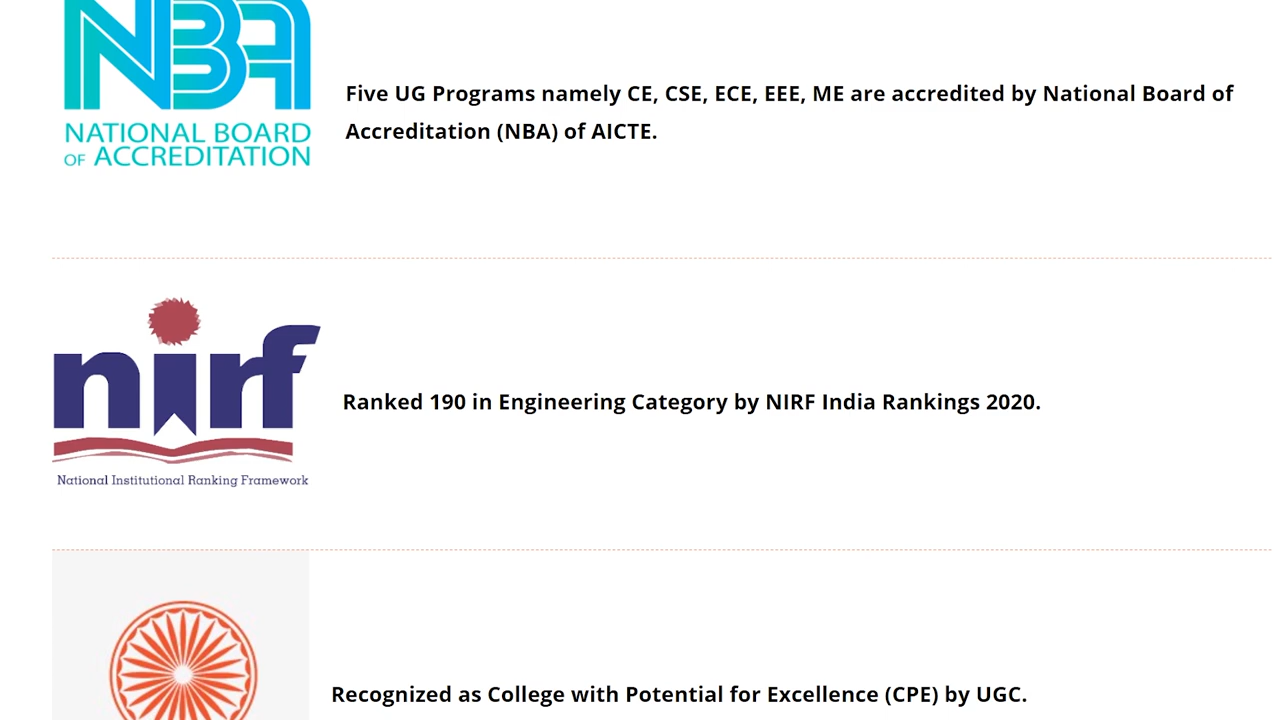 NBA
NATIONAL BOARD
OF ACCREDITATION
Five UG Programs namely CE, CSE, ECE, EEE, ME are accredited by National Board of
Accreditation (NBA) of AICTE.
nirf
National Institutional Ranking Framework
Ranked 190 in Engineering Category by NIRF India Rankings 2020.
Recognized as College with Potential for Excellence (CPE) by UGC.